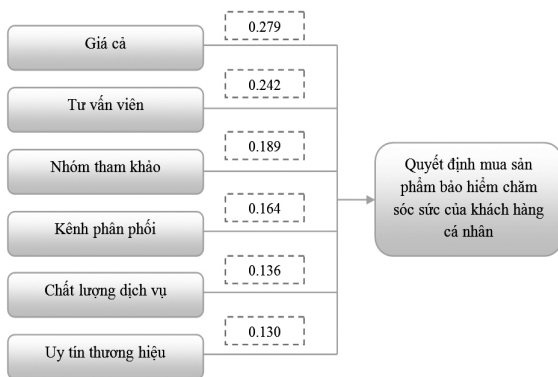 Giá cả
0.279
Tư vấn viên
0.242
Nhóm tham khảo
0.189
Kênh phân phối
0.164
Chất lượng dịch vụ
0.136
Uy tín thương hiệu
0.130
Quyết định mua sản
phẩm bảo hiểm chăm
sóc sức của khách hàng
cá nhân